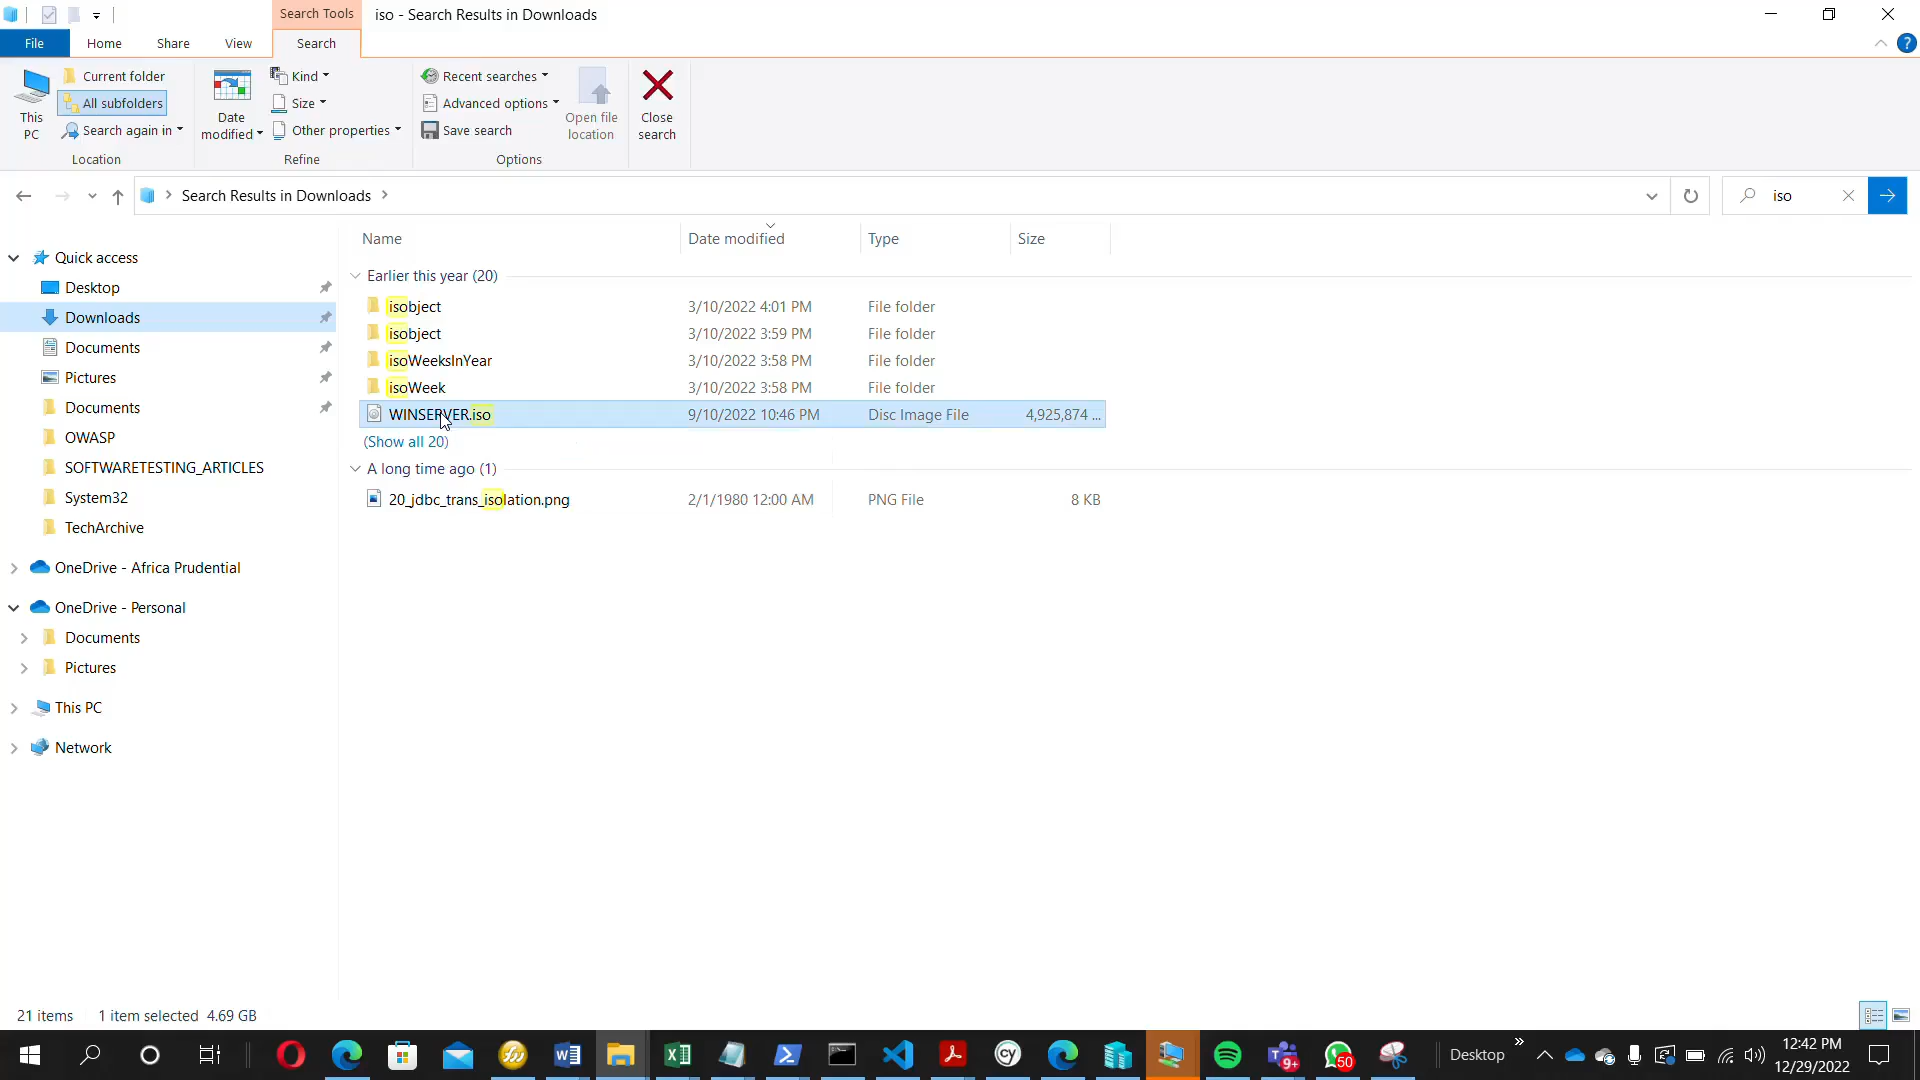 Search Tools
iso - Search Results in Downloads
File
Home
Share
View
Search
?
This
PC
Current folder
All subfolders
Search again in
Location
Date
modified
Kind
Size
Other properties
Refine
Recent searches
Advanced options
Save search
Open file
location
Options
Close
search
Search Results in Downloads
iso
Name
Date modified
Type
Size
Quick access
Desktop
Downloads
Documents
Pictures
Documents
OWASP
SOFTWARETESTING_ARTICLES
System32
TechArchive
OneDrive - Africa Prudential
OneDrive - Personal
Documents
Pictures
This PC
Network
Earlier this year (20)
isobject 3/10/2022 4:01 PM File folder
isobject 3/10/2022 3:59 PM File folder
isoWeeksInYear 3/10/2022 3:58 PM File folder
isoWeek 3/10/2022 3:58 PM File folder
WINSERVER.iso 9/10/2022 10:46 PM Disc Image File 4,925,874 ...
(Show all 20)
A long time ago (1)
20_jdbc_trans_isolation.png 2/1/1980 12:00 AM PNG File 8 KB
21 items 1 item selected 4.69 GB
W
cy
9+
50
Desktop
12:42 PM
12/29/2022